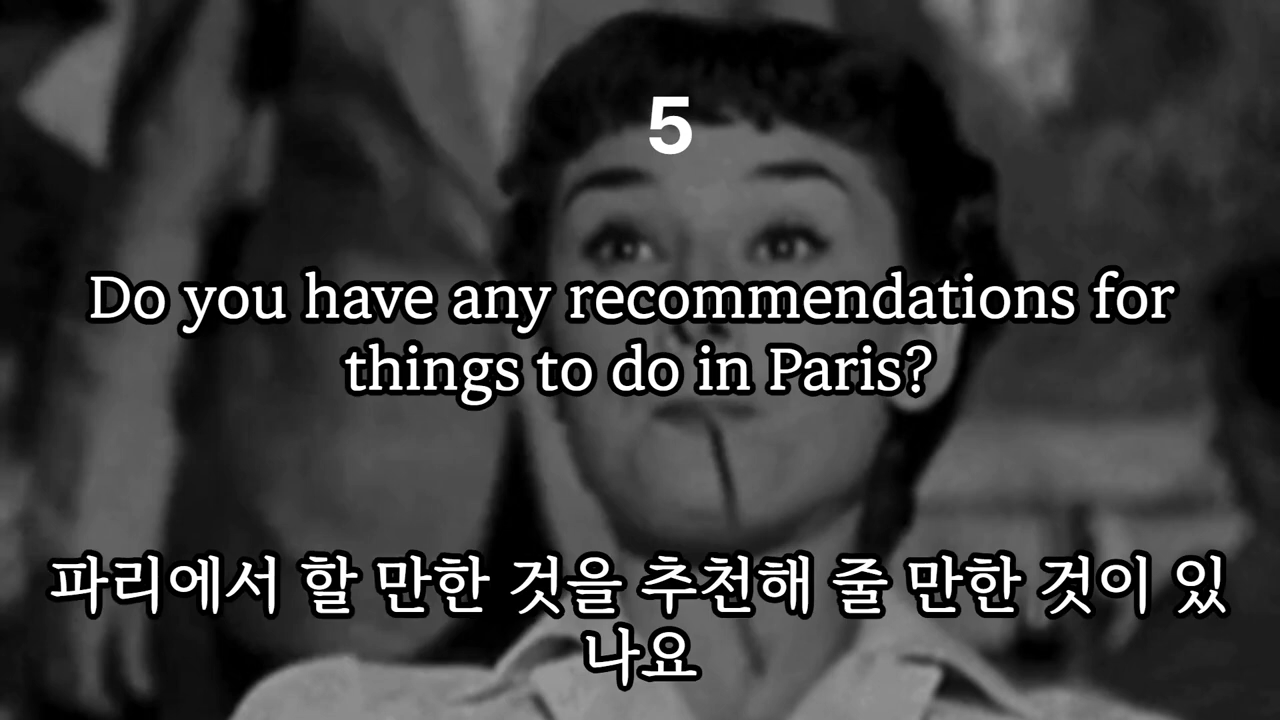 5
Do you have any recommendations for
things to do in Paris?
파리에서 할 만한 것을 추천해 줄 만한 것이 있
나요